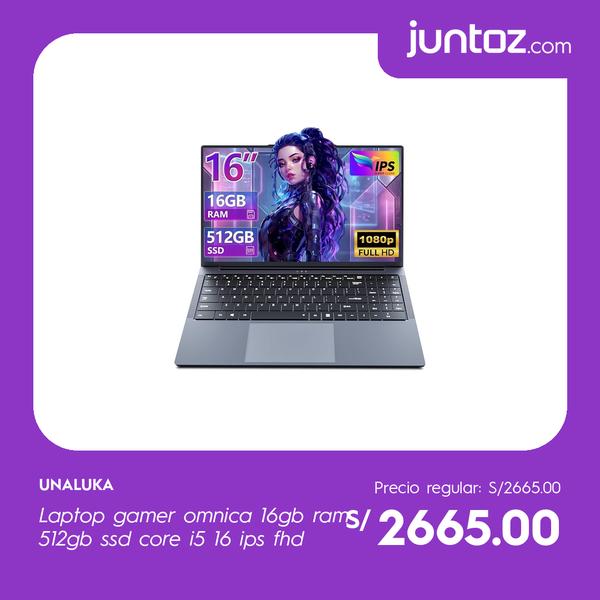 juntoz.com
16"
IPS
16GB
RAM
512GB
SSD
1080p
FULL HD
UNALUKA
Precio regular: S/2665.00
Laptop gamer omnica 16gb ram
512gb ssd core i5 16 ips fhd
S/ 2665.00